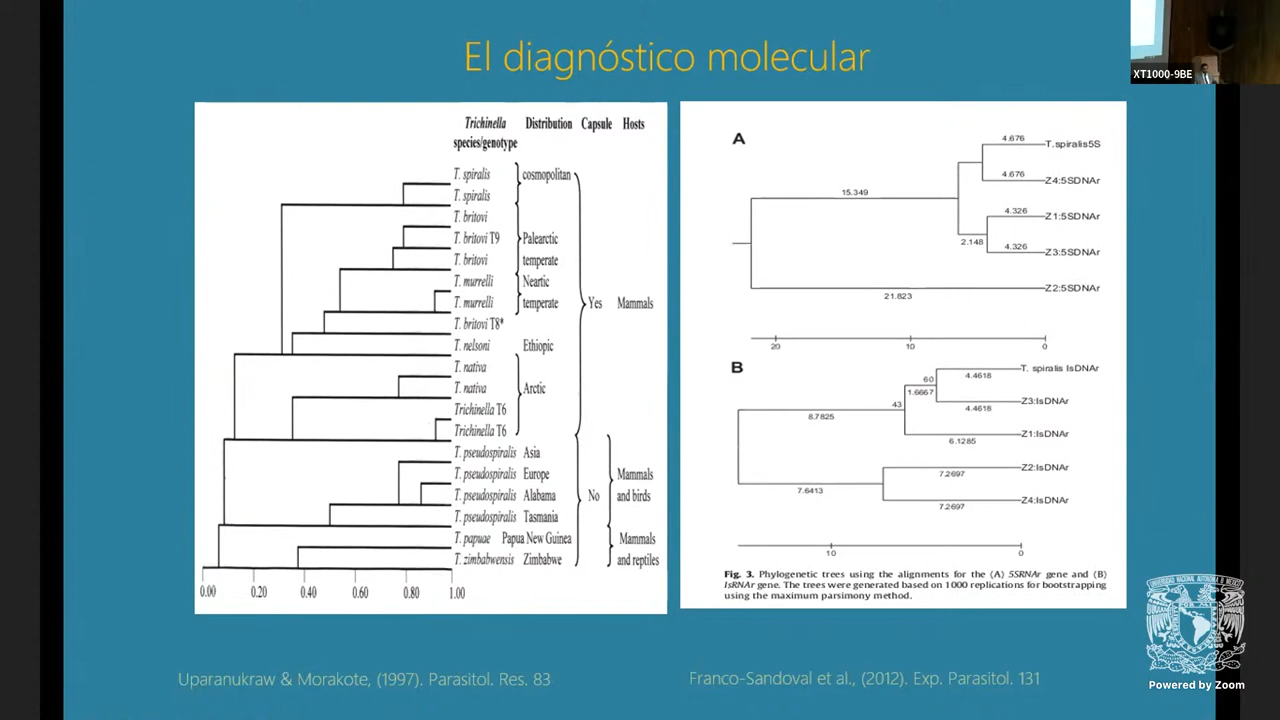 El diagnóstico molecular
XT1000-9BE
Trichinella Distribution Capsule Hosts
species/genotype
T. spiralis cosmopolitan
T. spiralis
T. britovi
T. britovi T9 Palearctic
T. britovi temperate
T. murrelli Neartic
T. murrelli temperate Yes Mammals
T. britovi T8*
T. nelsoni Ethiopic
T. nativa
T. nativa Arctic
Trichinella T6
Trichinella T6
T. pseudospiralis Asia
T. pseudospiralis Europe Mammals
T. pseudospiralis Alabama No and birds
T. pseudospiralis Tasmania
T. papuae Papua New Guinea Mammals
T. zimbabwensis Zimbabwe and reptiles
0.00 0.20 0.40 0.60 0.80 1.00
A
4.676 T.spiralis5S
4.676 Z4:5SDNAr
15.349
4.326 Z1:5SDNAr
2.148 4.326 Z3:5SDNAr
Z2:5SDNAr
21.823
20 10 0
B
T. spiralis IsDNAr
60 4.4618
1.6667
Z3:IsDNAr
43 4.4618
8.7825
Z1:IsDNAr
6.1285
Z2:IsDNAr
7.2697
7.6413
Z4:IsDNAr
7.2697
10 0
Fig. 3. Phylogenetic trees using the alignments for the (A) 5SRNAr gene and (B)
IsRNAr gene. The trees were generated based on 1000 replications for bootstrapping
using the maximum parsimony method.
Uparanukraw & Morakote, (1997). Parasitol. Res. 83
Franco-Sandoval et al., (2012). Exp. Parasitol. 131
Powered by Zoom